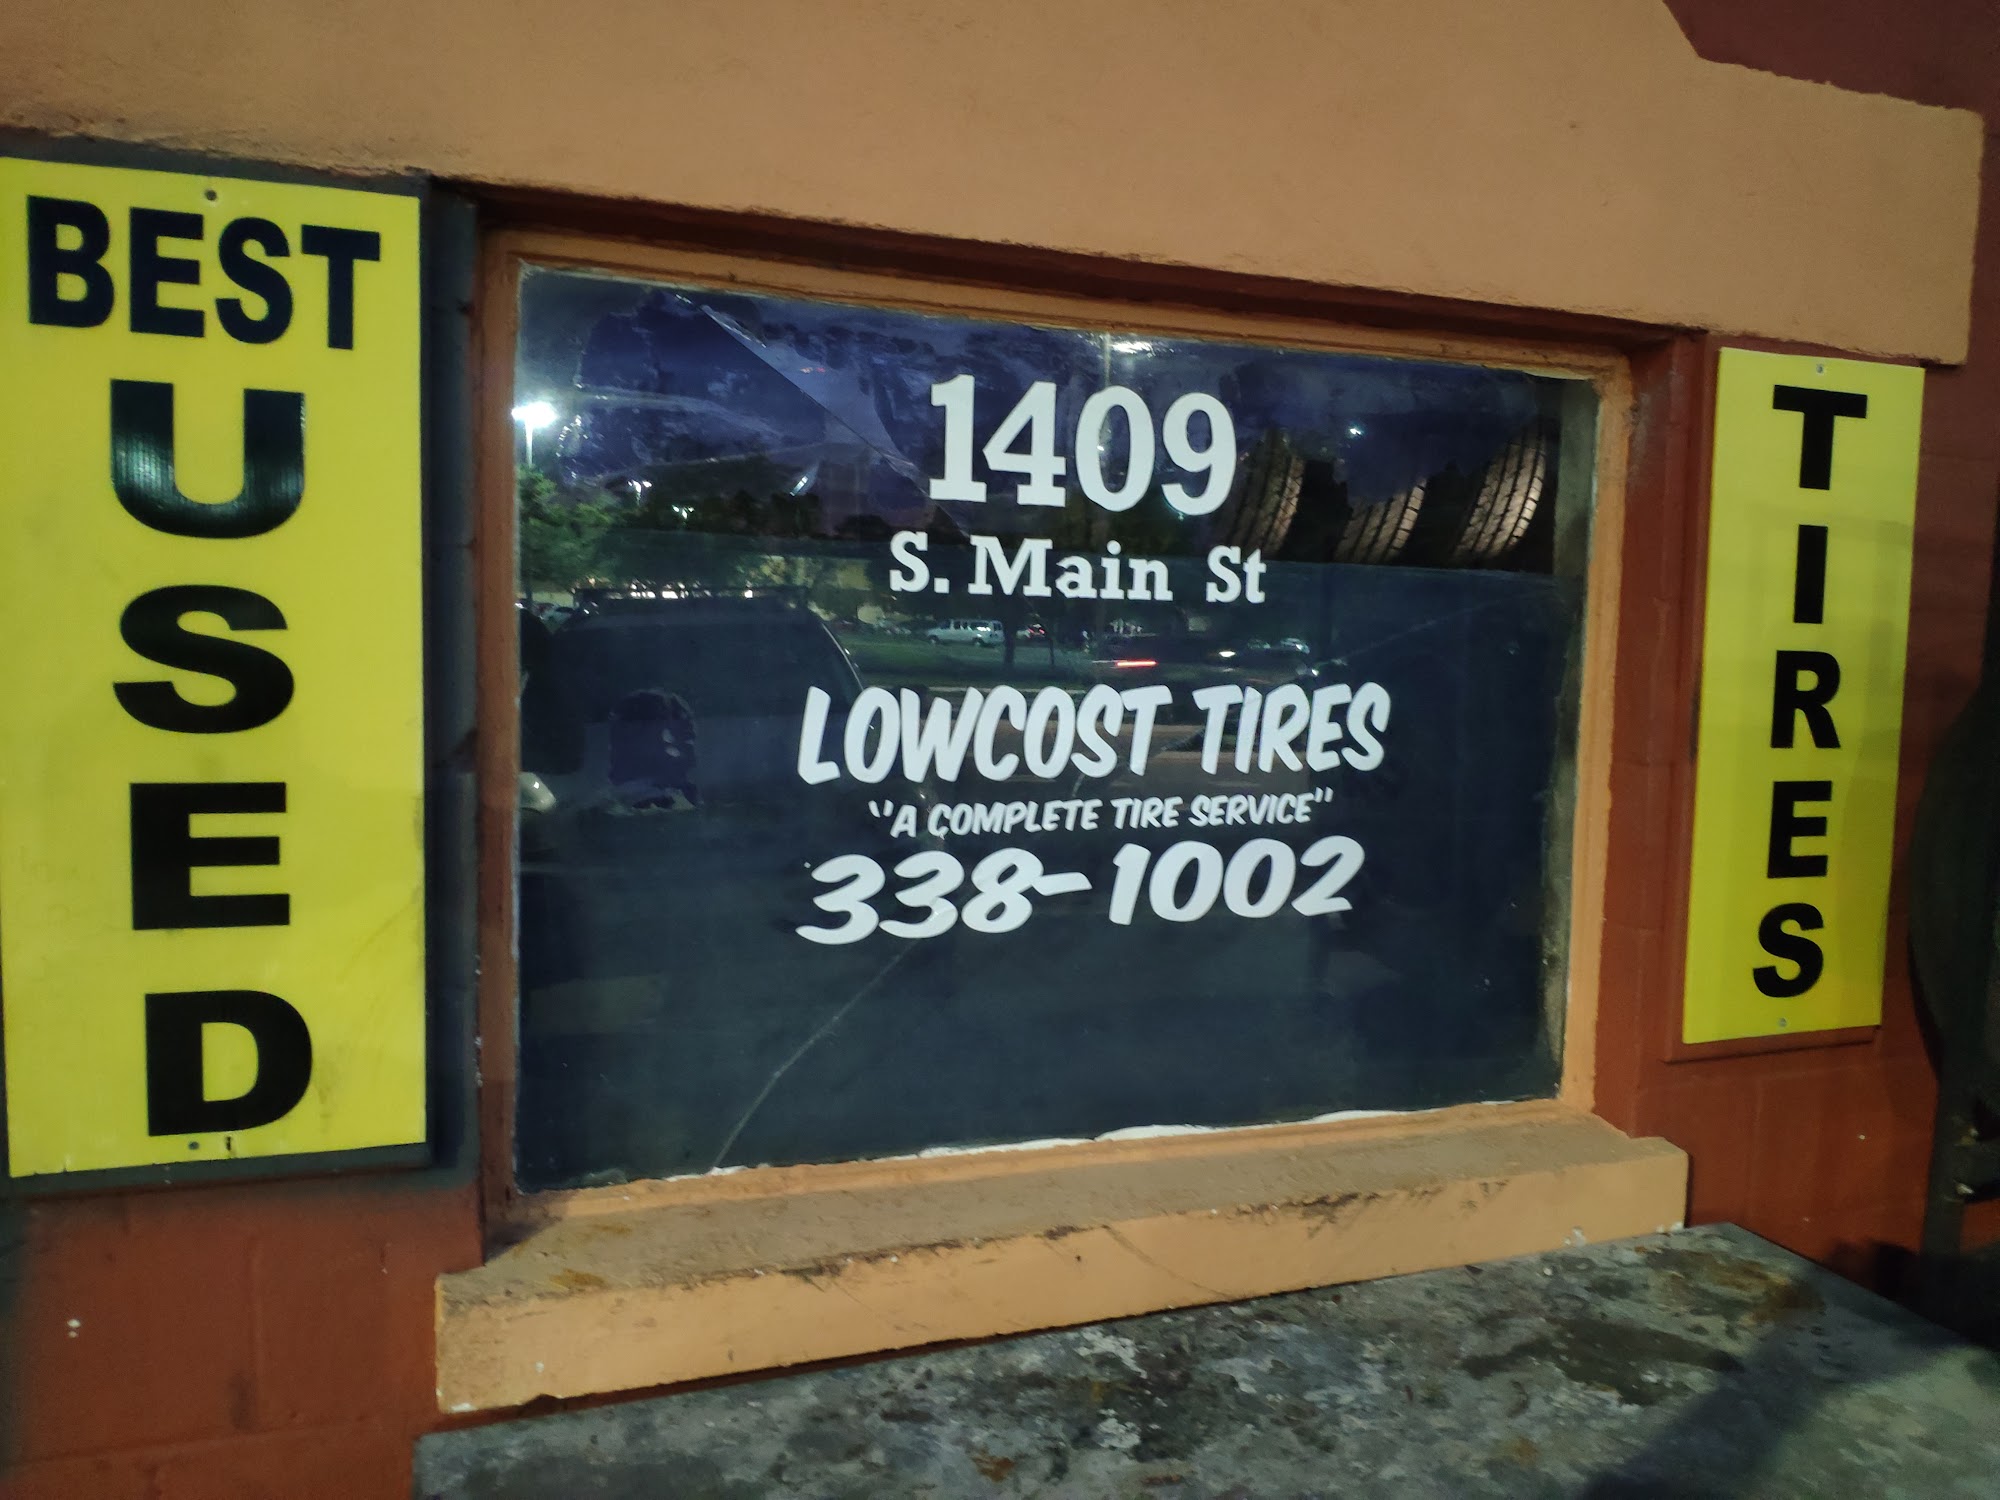 BEST
USED
1409
S. Main St
LOWCOST TIRES
"A COMPLETE TIRE SERVICE"
338-1002
TIRES